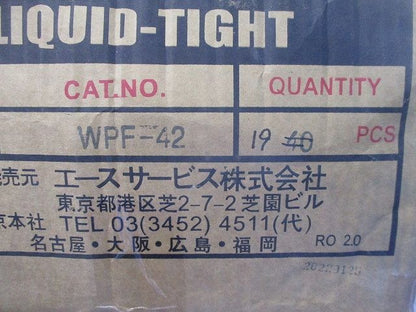 LIQUID-TIGHT
CAT.NO. QUANTITY
WPF-42 19 40 PCS
売元 エースサービス株式会社
東京都港区芝2-7-2芝園ビル
京本社 TEL 03(3452) 4511(代)
名古屋・大阪・広島・福岡 RO 2.0